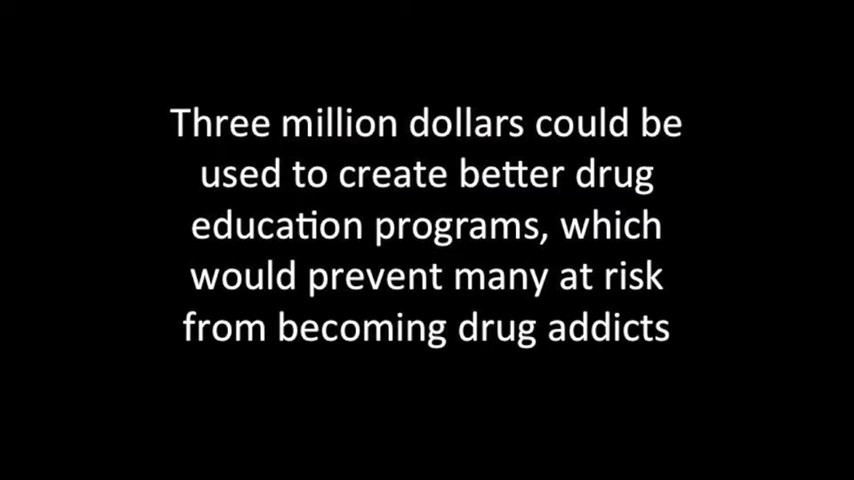 Three million dollars could be
used to create better drug
education programs, which
would prevent many at risk
from becoming drug addicts